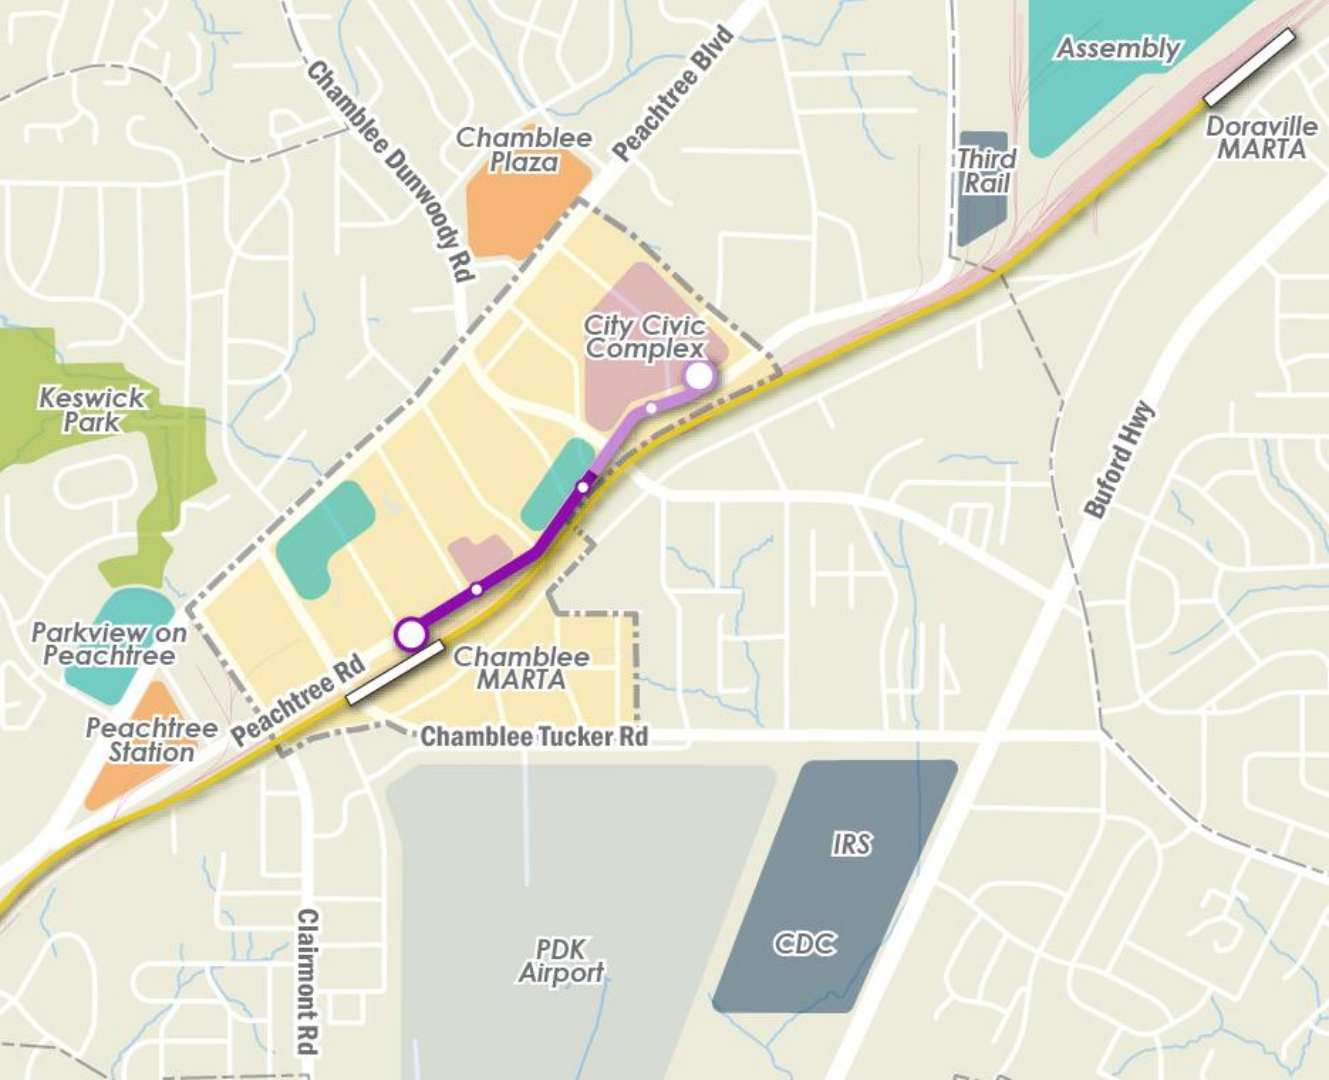 Assembly
Peachtree Blvd
Chamblee Dunwoody Rd
Chamblee
Plaza
Doraville
MARTA
Third
Rail
City Civic
Complex
Keswick
Park
Buford Hwy
Parkview on
Peachtree
Chamblee
MARTA
Peachtree Rd
Peachtree
Station
Chamblee Tucker Rd
IRS
CDC
PDK
Airport
Clairmont Rd